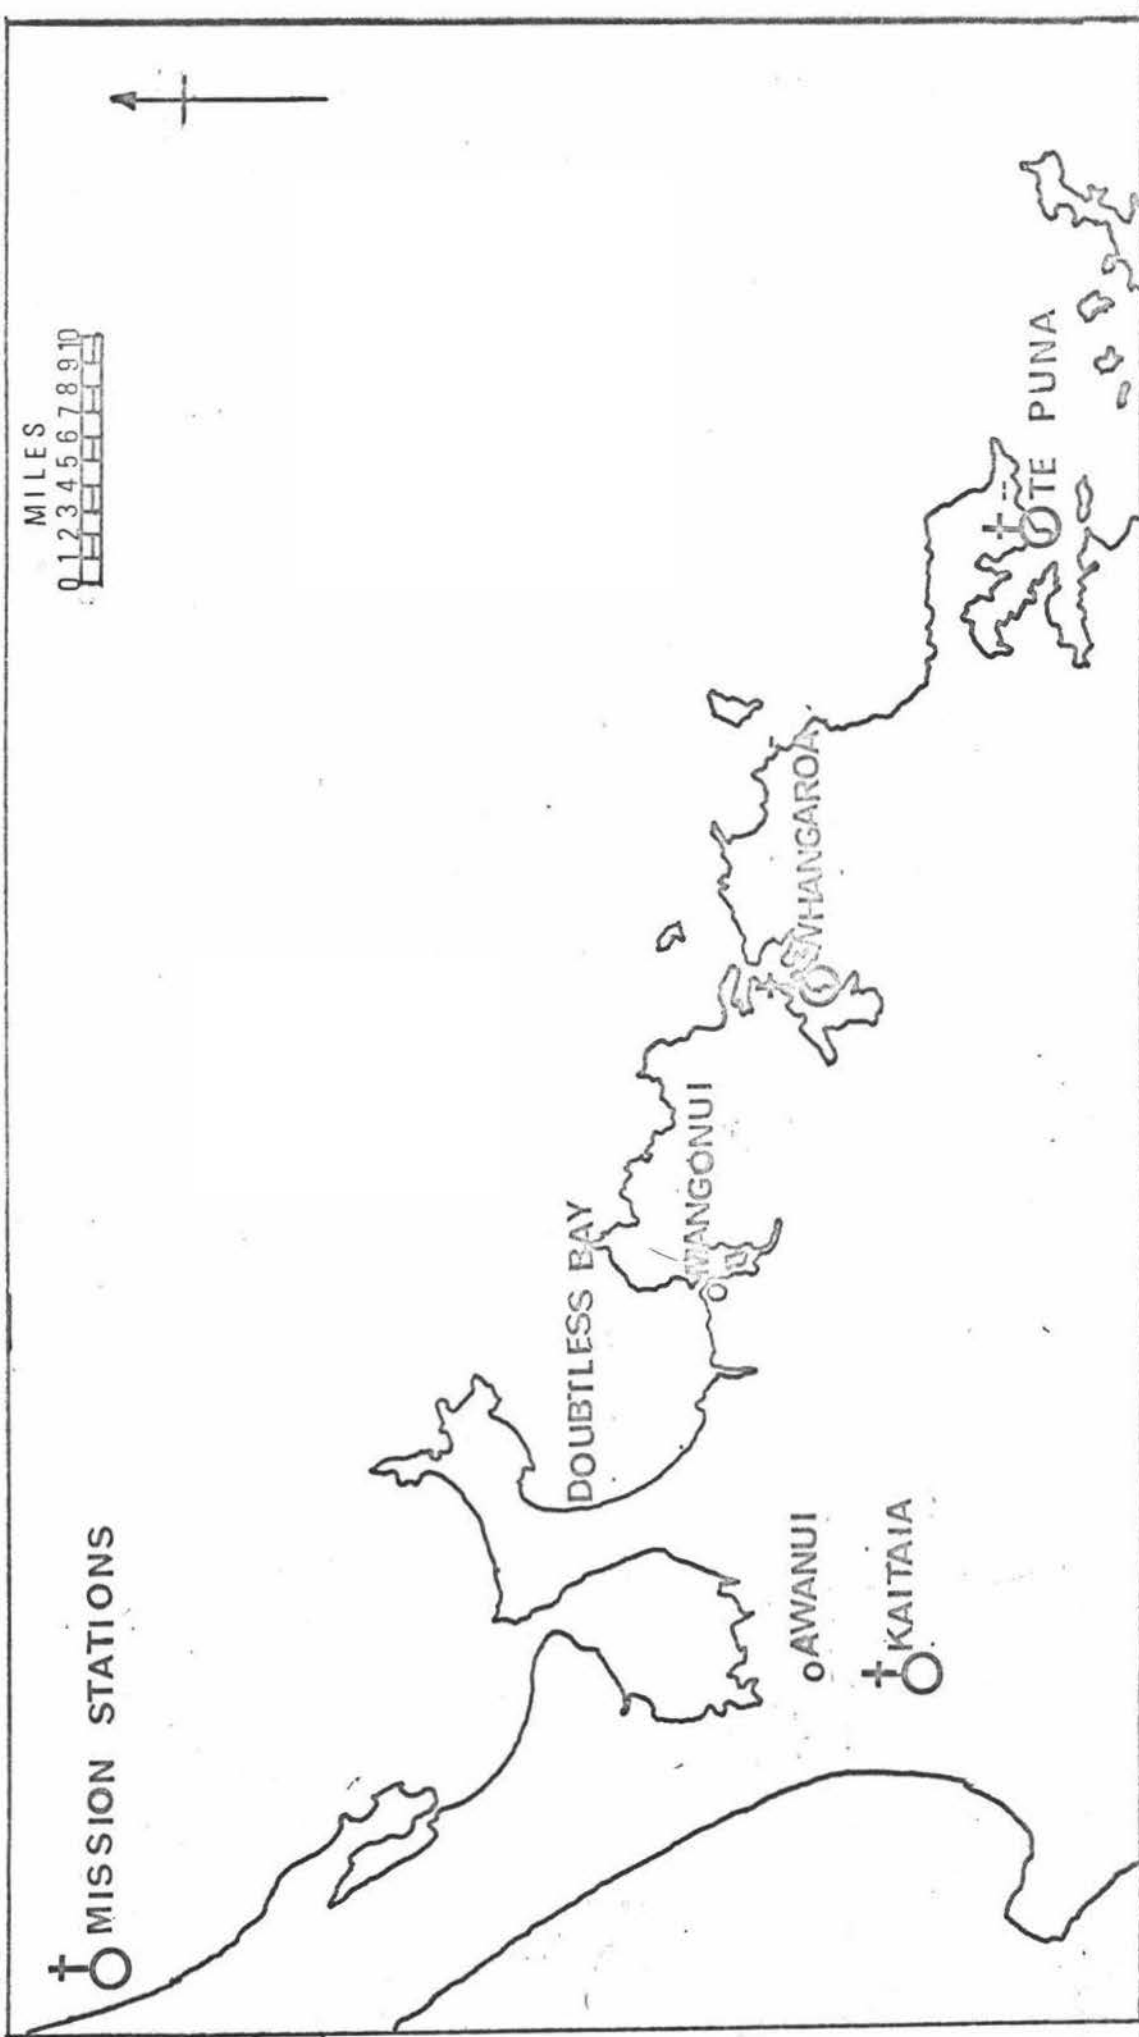 MISSION STATIONS
MILES
0 1 2 3 4 5 6 7 8 9 10
DOUBTLESS BAY
MANGONUI
WHANGAROA
TE PUNA
AWANUI
KAITAIA